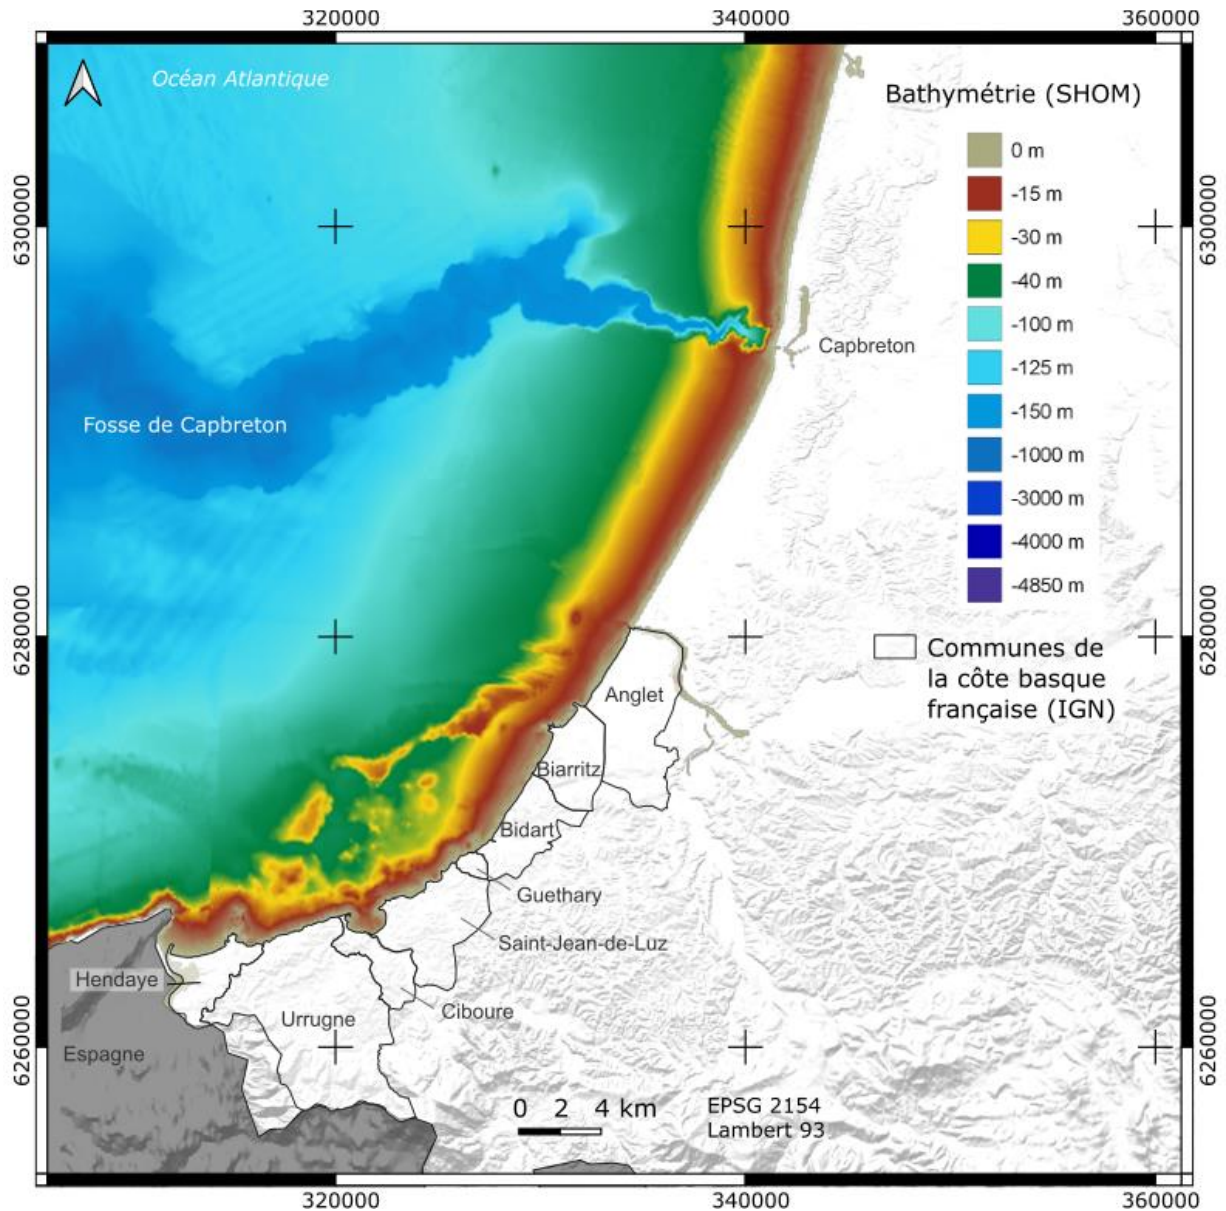 320000
340000
360000
Océan Atlantique
Bathymétrie (SHOM)
0 m
-15 m
-30 m
-40 m
-100 m
-125 m
-150 m
-1000 m
-3000 m
-4000 m
-4850 m
6300000
6300000
Capbreton
Fosse de Capbreton
6280000
6280000
Communes de
la côte basque
française (IGN)
Anglet
Biarritz
Bidart
Guethary
Saint-Jean-de-Luz
Hendaye
Ciboure
Urrugne
Espagne
6260000
6260000
0 2 4 km
EPSG 2154
Lambert 93
320000
340000
360000